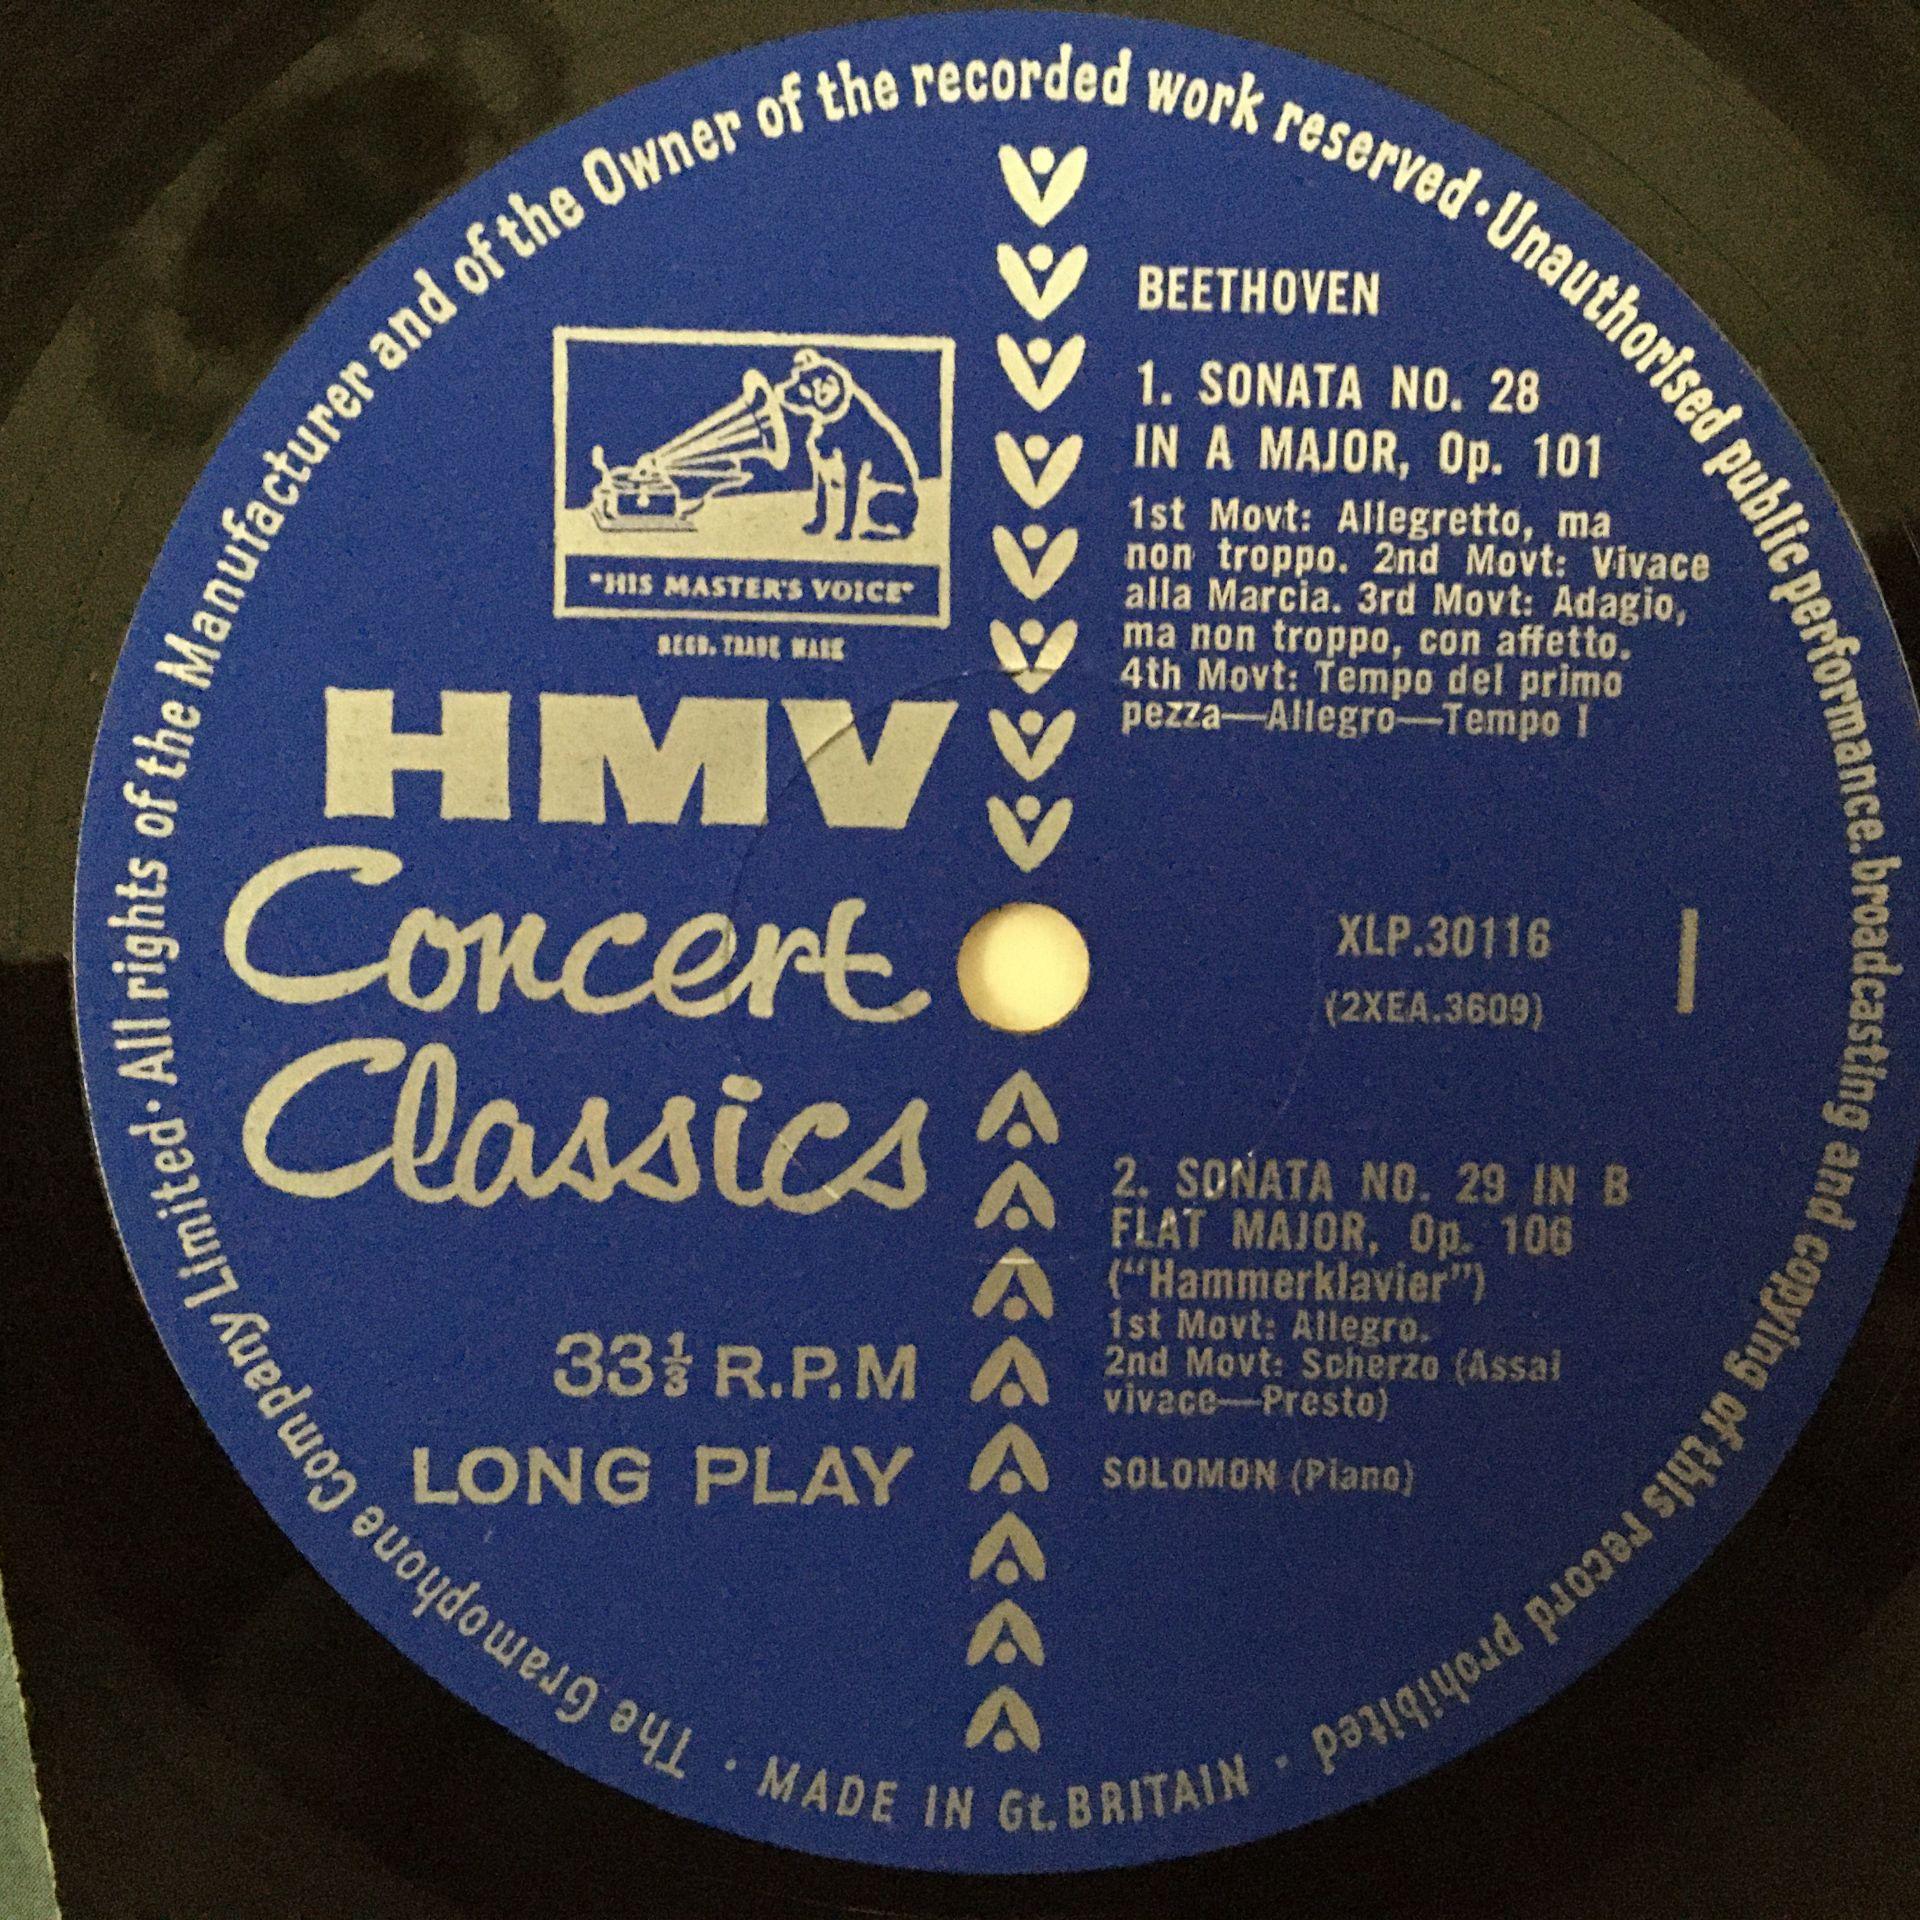 The Gramophone Company Limited · All rights of the Manufacturer and of the Owner of the recorded work reserved · Unauthorised public performance. broadcasting and copying of this record prohibited ·
"HIS MASTER'S VOICE"
REGD. TRADE MARK
HMV
Concert
Classics
33⅓ R.P.M
LONG PLAY
BEETHOVEN
1. SONATA NO. 28
IN A MAJOR, Op. 101
1st Movt: Allegretto, ma
non troppo. 2nd Movt: Vivace
alla Marcia. 3rd Movt: Adagio,
ma non troppo, con affetto.
4th Movt: Tempo del primo
pezza—Allegro—Tempo I
XLP.30116
1
(2XEA.3609)
2. SONATA NO. 29 IN B
FLAT MAJOR, Op. 106
("Hammerklavier")
1st Movt: Allegro.
2nd Movt: Scherzo (Assai
vivace—Presto)
SOLOMON (Piano)
MADE IN Gt. BRITAIN